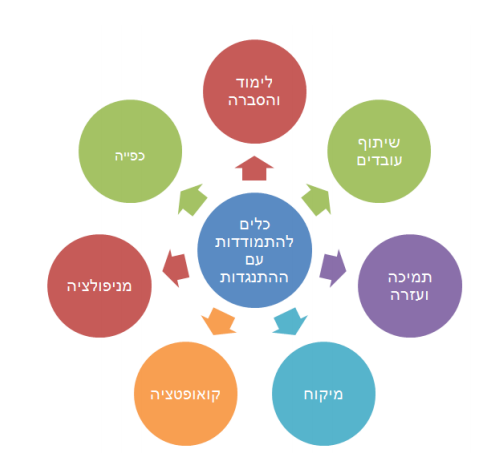 לימוד
והסברה
שיתוף
עובדים
תמיכה
ועזרה
מיקוח
קואופטציה
מניפולציה
כפייה
כלים
להתמודדות
עם
ההתנגדות